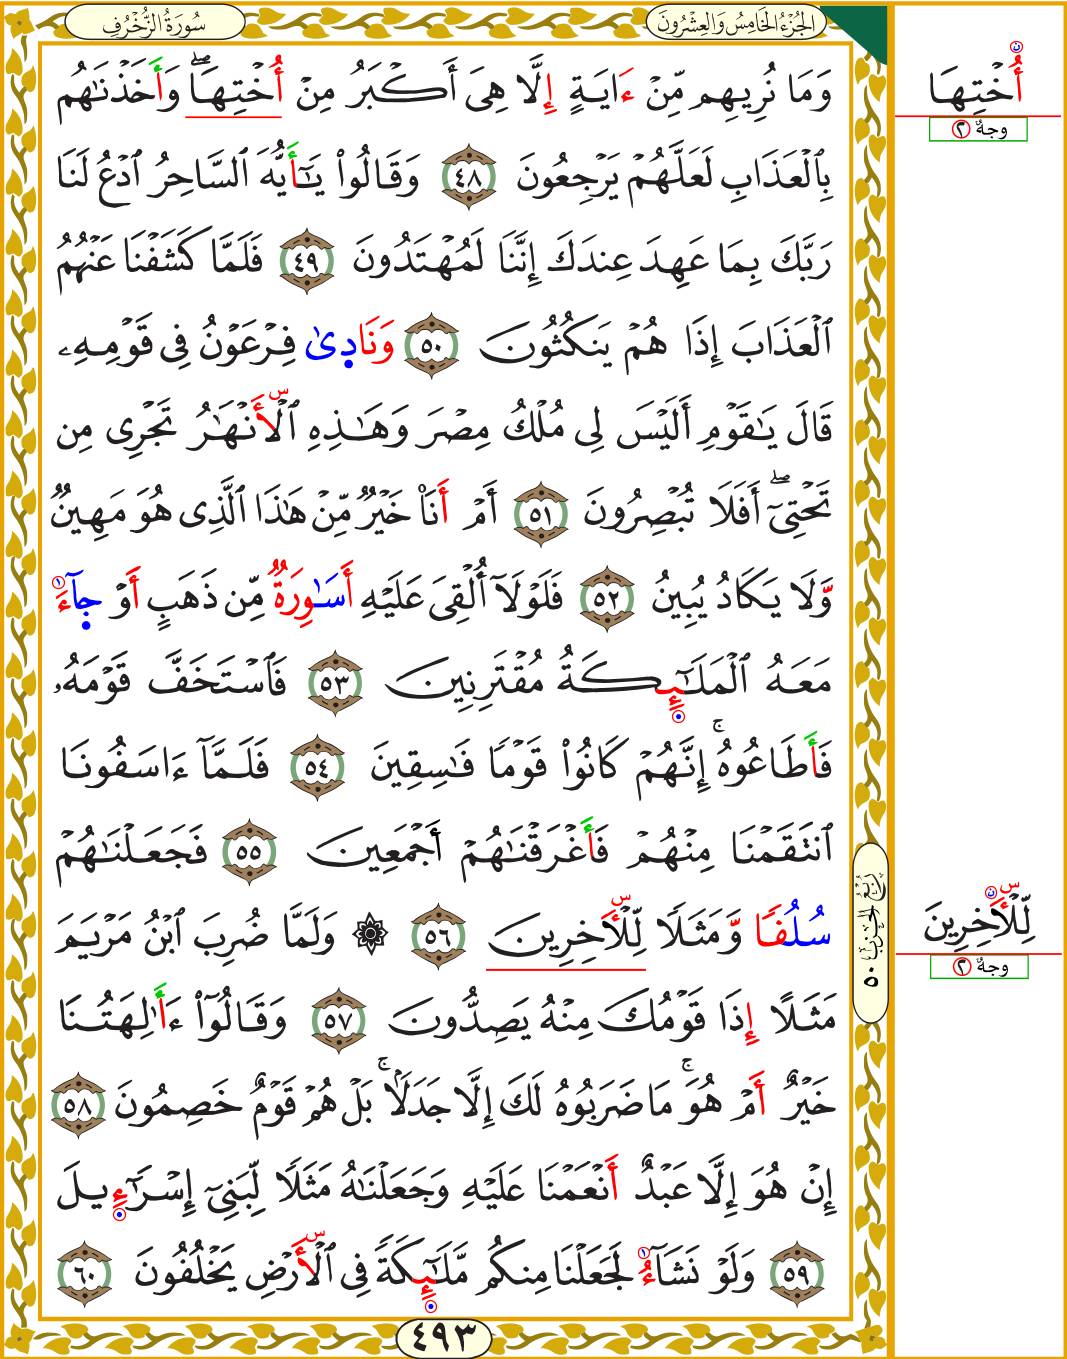 سُورَةُ الزُّخْرُفِ
الجُزْءُ الخَامِسُ وَالعِشْرُونَ
وَمَا نُرِيهِم مِّنْ ءَايَةٍ إِلَّا هِىَ أَكْبَرُ مِنْ أُخْتِهَا ۖ وَأَخَذْنَٰهُم
بِٱلْعَذَابِ لَعَلَّهُمْ يَرْجِعُونَ ٤٨ وَقَالُوا۟ يَٰٓأَيُّهَ ٱلسَّاحِرُ ٱدْعُ لَنَا
رَبَّكَ بِمَا عَهِدَ عِندَكَ إِنَّنَا لَمُهْتَدُونَ ٤٩ فَلَمَّا كَشَفْنَا عَنْهُمُ
ٱلْعَذَابَ إِذَا هُمْ يَنكُثُونَ ٥٠ وَنَادِىٰ فِرْعَوْنُ فِى قَوْمِهِۦ
قَالَ يَٰقَوْمِ أَلَيْسَ لِى مُلْكُ مِصْرَ وَهَٰذِهِ ٱلْأَنْهَٰرُ تَجْرِى مِن
تَحْتِىٓ ۖ أَفَلَا تُبْصِرُونَ ٥١ أَمْ أَنَا۠ خَيْرٌ مِّنْ هَٰذَا ٱلَّذِى هُوَ مَهِينٌ
وَّلَا يَكَادُ يُبِينُ ٥٢ فَلَوْلَآ أُلْقِىَ عَلَيْهِ أَسَٰوِرَةٌ مِّن ذَهَبٍ أَوْ جِآءَ ١
مَعَهُ ٱلْمَلَٰٓئِكَةُ مُقْتَرِنِينَ ٥٣ فَٱسْتَخَفَّ قَوْمَهُۥ
فَأَطَاعُوهُ ۚ إِنَّهُمْ كَانُوا۟ قَوْمًا فَٰسِقِينَ ٥٤ فَلَمَّآ ءَاسَفُونَا
ٱنتَقَمْنَا مِنْهُمْ فَأَغْرَقْنَٰهُمْ أَجْمَعِينَ ٥٥ فَجَعَلْنَٰهُمْ
سُلُفًا وَّمَثَلًا لِّلْأَخِرِينَ ٥٦ ۞ وَلَمَّا ضُرِبَ ٱبْنُ مَرْيَمَ
مَثَلًا إِذَا قَوْمُكَ مِنْهُ يَصِدُّونَ ٥٧ وَقَالُوٓا۟ ءَأَٰلِهَتُنَا
خَيْرٌ أَمْ هُوَ ۚ مَا ضَرَبُوهُ لَكَ إِلَّا جَدَلًۢا ۚ بَلْ هُمْ قَوْمٌ خَصِمُونَ ٥٨
إِنْ هُوَ إِلَّا عَبْدٌ أَنْعَمْنَا عَلَيْهِ وَجَعَلْنَٰهُ مَثَلًا لِّبَنِىٓ إِسْرَٰٓءِيلَ
٥٩ وَلَوْ نَشَآءُ ١ لَجَعَلْنَا مِنكُم مَّلَٰٓئِكَةً فِى ٱلْأَرْضِ يَخْلُفُونَ ٦٠
٤٩٣
رُبْعُ الحِزْبِ ٥٠
ن
أُخْتِهَا
وجهٌ ٢
س ن
لِّلْأَخِرِينَ
وجهٌ ٢